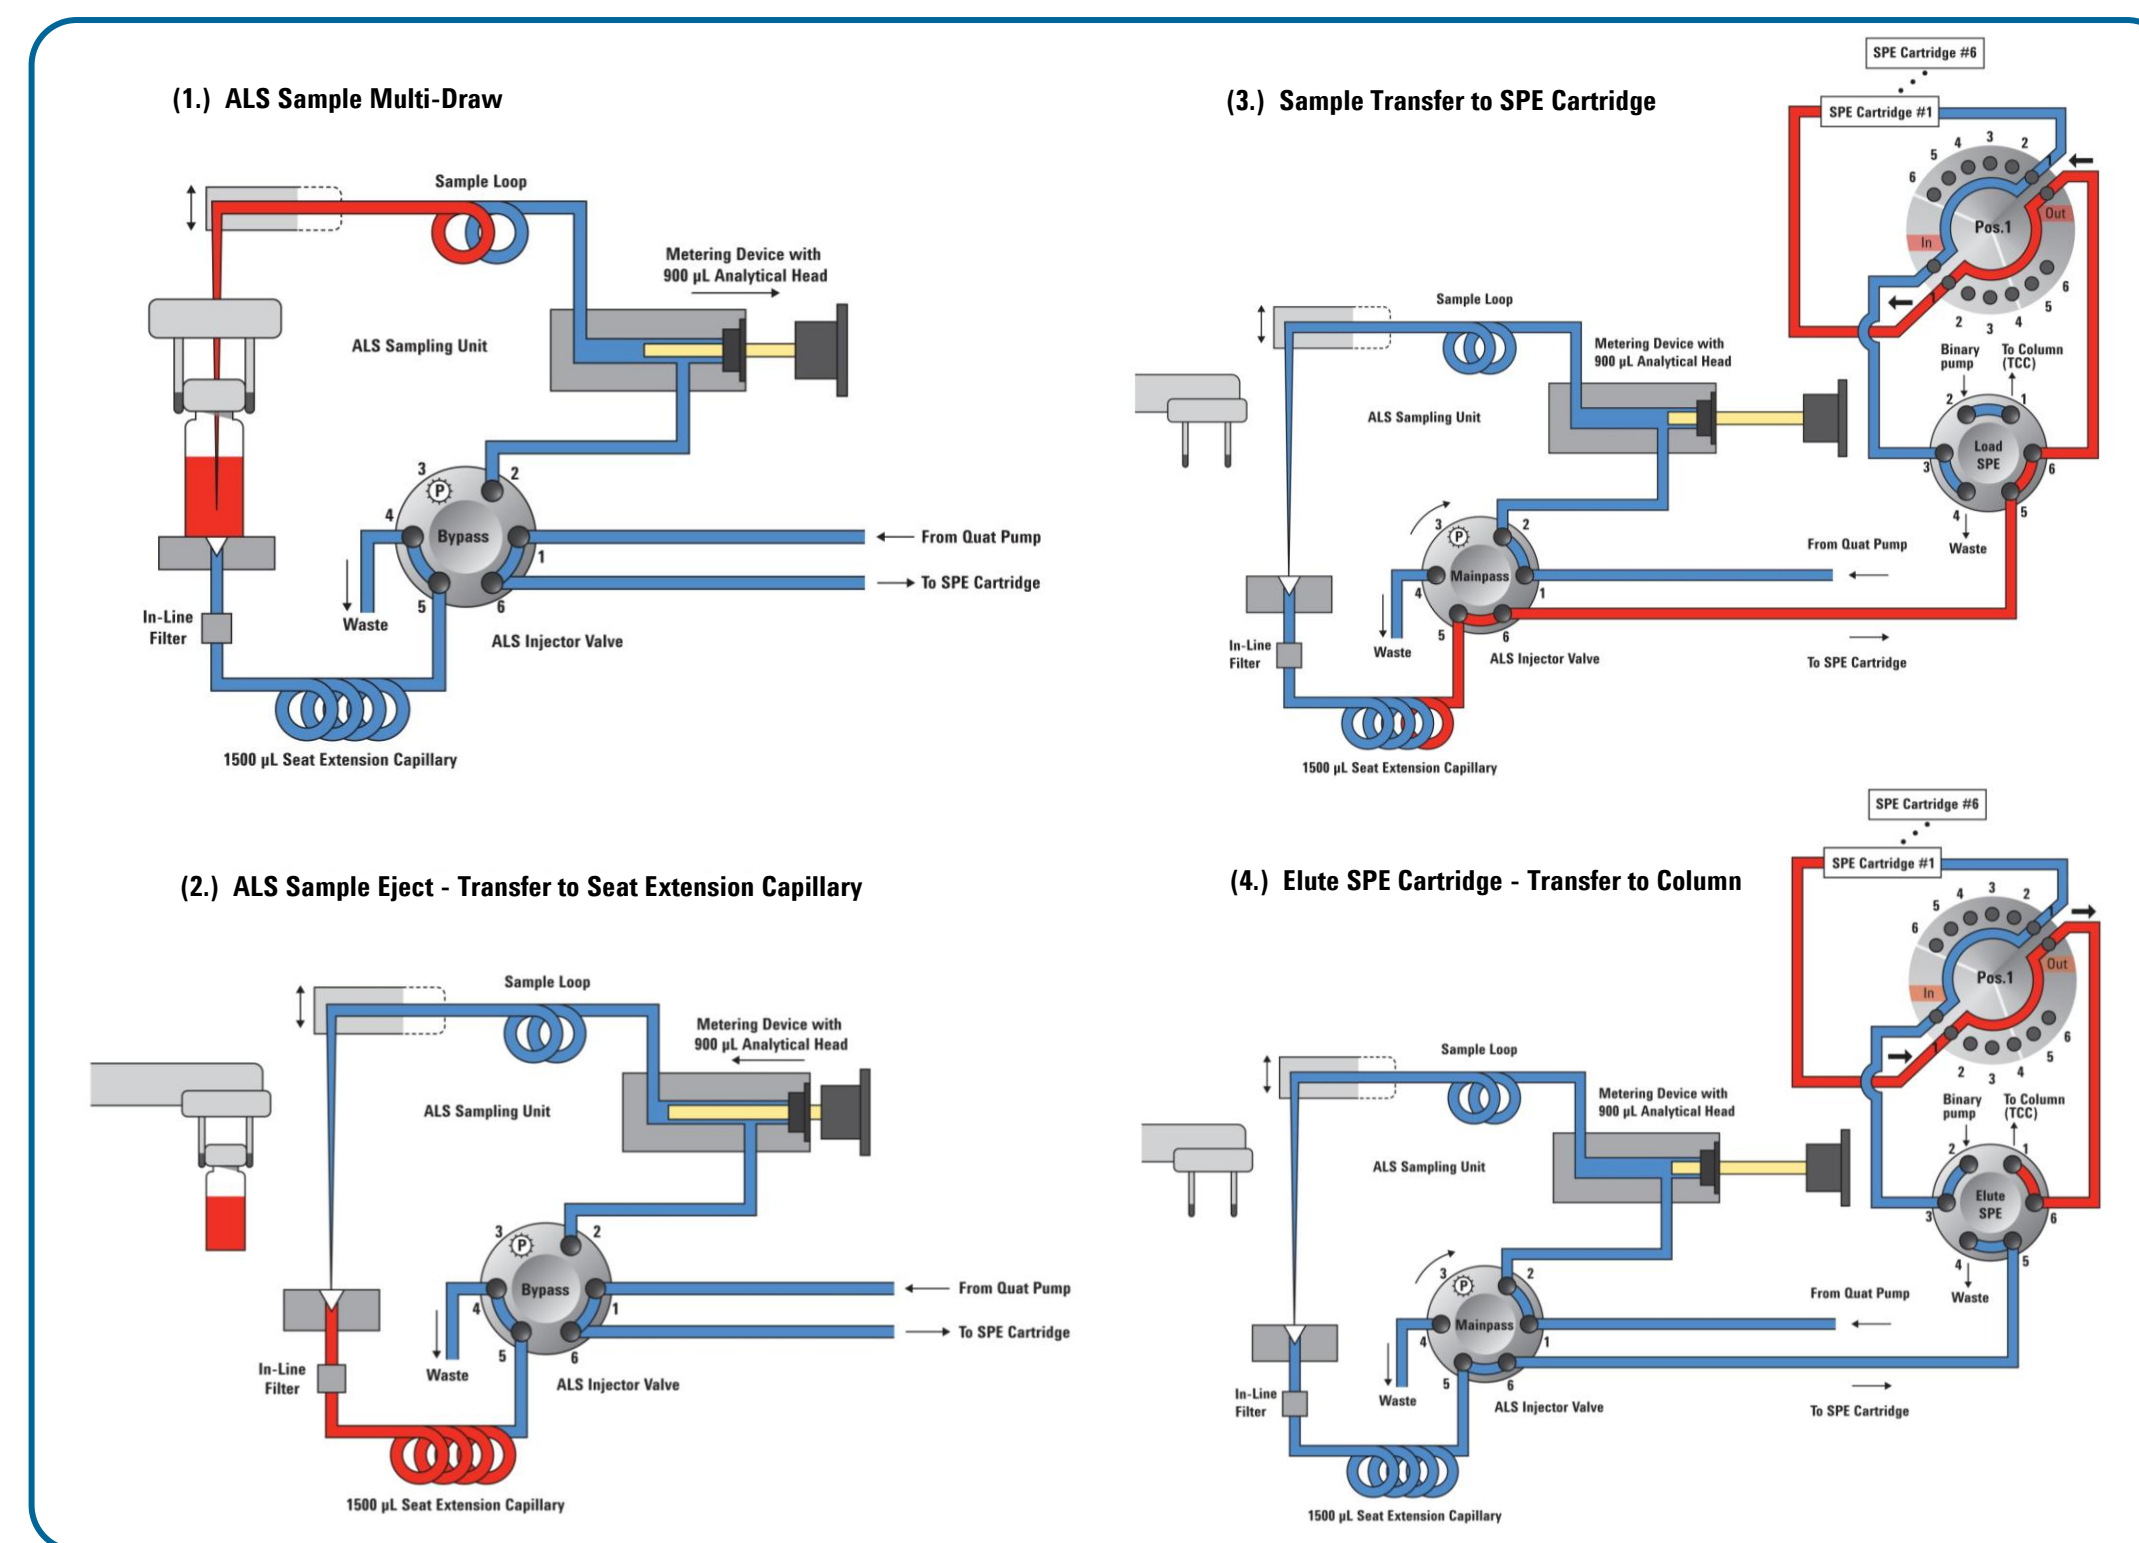 (1.) ALS Sample Multi-Draw
Sample Loop
Metering Device with
900 µL Analytical Head
ALS Sampling Unit
3
2
P
4
Bypass
1
5
6
From Quat Pump
To SPE Cartridge
Waste
In-Line
Filter
ALS Injector Valve
1500 µL Seat Extension Capillary
(2.) ALS Sample Eject - Transfer to Seat Extension Capillary
Sample Loop
Metering Device with
900 µL Analytical Head
ALS Sampling Unit
3
2
P
Bypass
4
1
5
6
From Quat Pump
To SPE Cartridge
Waste
In-Line
Filter
ALS Injector Valve
1500 µL Seat Extension Capillary
(3.) Sample Transfer to SPE Cartridge
SPE Cartridge #6
SPE Cartridge #1
6
5
4
3
2
1
Out
Pos.1
In
1
2
3
4
5
6
Binary
pump
To Column
(TCC)
2
1
Load
SPE
3
6
4
5
Waste
Sample Loop
Metering Device with
900 µL Analytical Head
ALS Sampling Unit
3
2
P
Mainpass
4
1
5
6
From Quat Pump
To SPE Cartridge
Waste
In-Line
Filter
ALS Injector Valve
1500 µL Seat Extension Capillary
(4.) Elute SPE Cartridge - Transfer to Column
SPE Cartridge #6
SPE Cartridge #1
6
5
4
3
2
1
Out
Pos.1
In
1
2
3
4
5
6
Binary
pump
To Column
(TCC)
2
1
Elute
SPE
3
6
4
5
Waste
Sample Loop
Metering Device with
900 µL Analytical Head
ALS Sampling Unit
3
2
P
Mainpass
4
1
5
6
From Quat Pump
To SPE Cartridge
Waste
In-Line
Filter
ALS Injector Valve
1500 µL Seat Extension Capillary